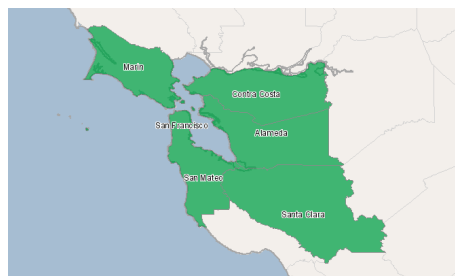 Marin
Contra Costa
San Francisco
Alameda
San Mateo
Santa Clara